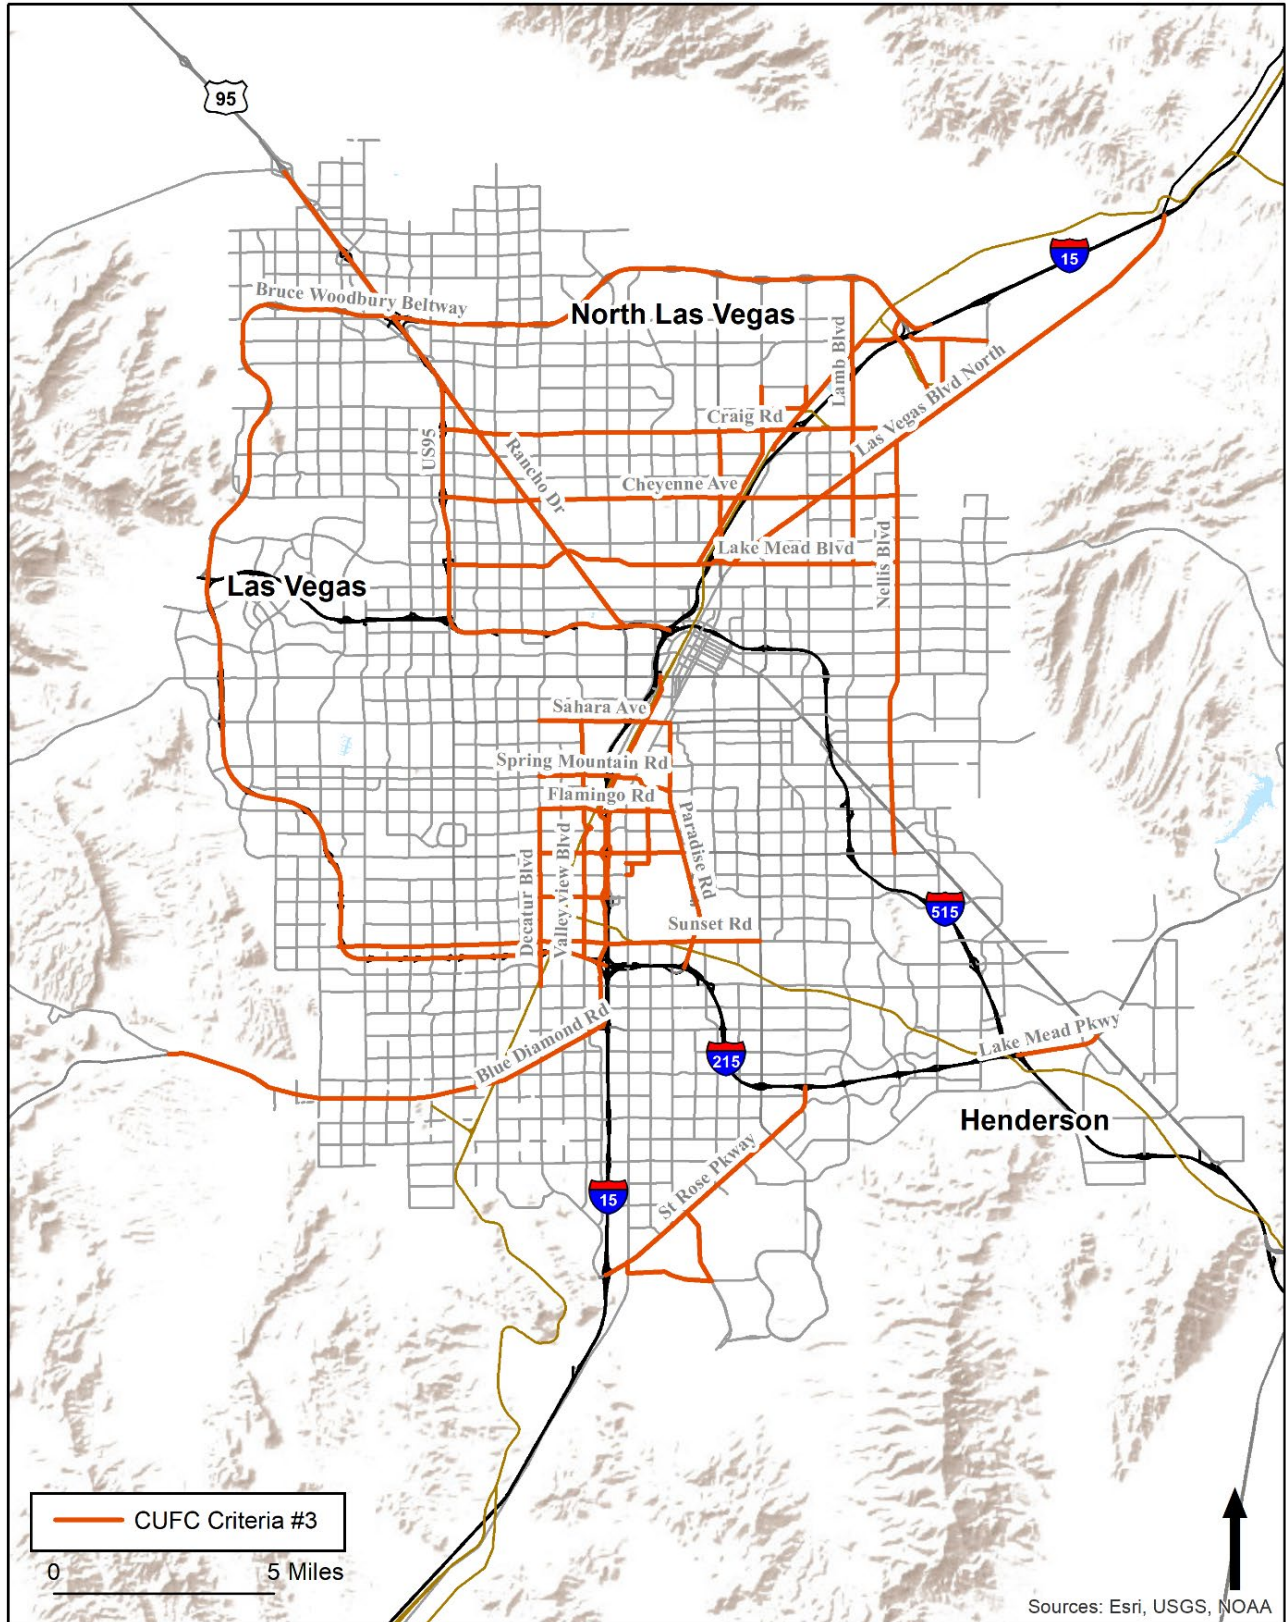 95
15
Bruce Woodbury Beltway
North Las Vegas
Lamb Blvd
Las Vegas Blvd North
Craig Rd
US95
Rancho Dr
Cheyenne Ave
Lake Mead Blvd
Nellis Blvd
Las Vegas
Sahara Ave
Spring Mountain Rd
Flamingo Rd
Paradise Rd
Decatur Blvd
Valley view Blvd
Sunset Rd
515
Blue Diamond Rd
215
Lake Mead Pkwy
Henderson
St Rose Pkway
15
CUFC Criteria #3
0 5 Miles
Sources: Esri, USGS, NOAA